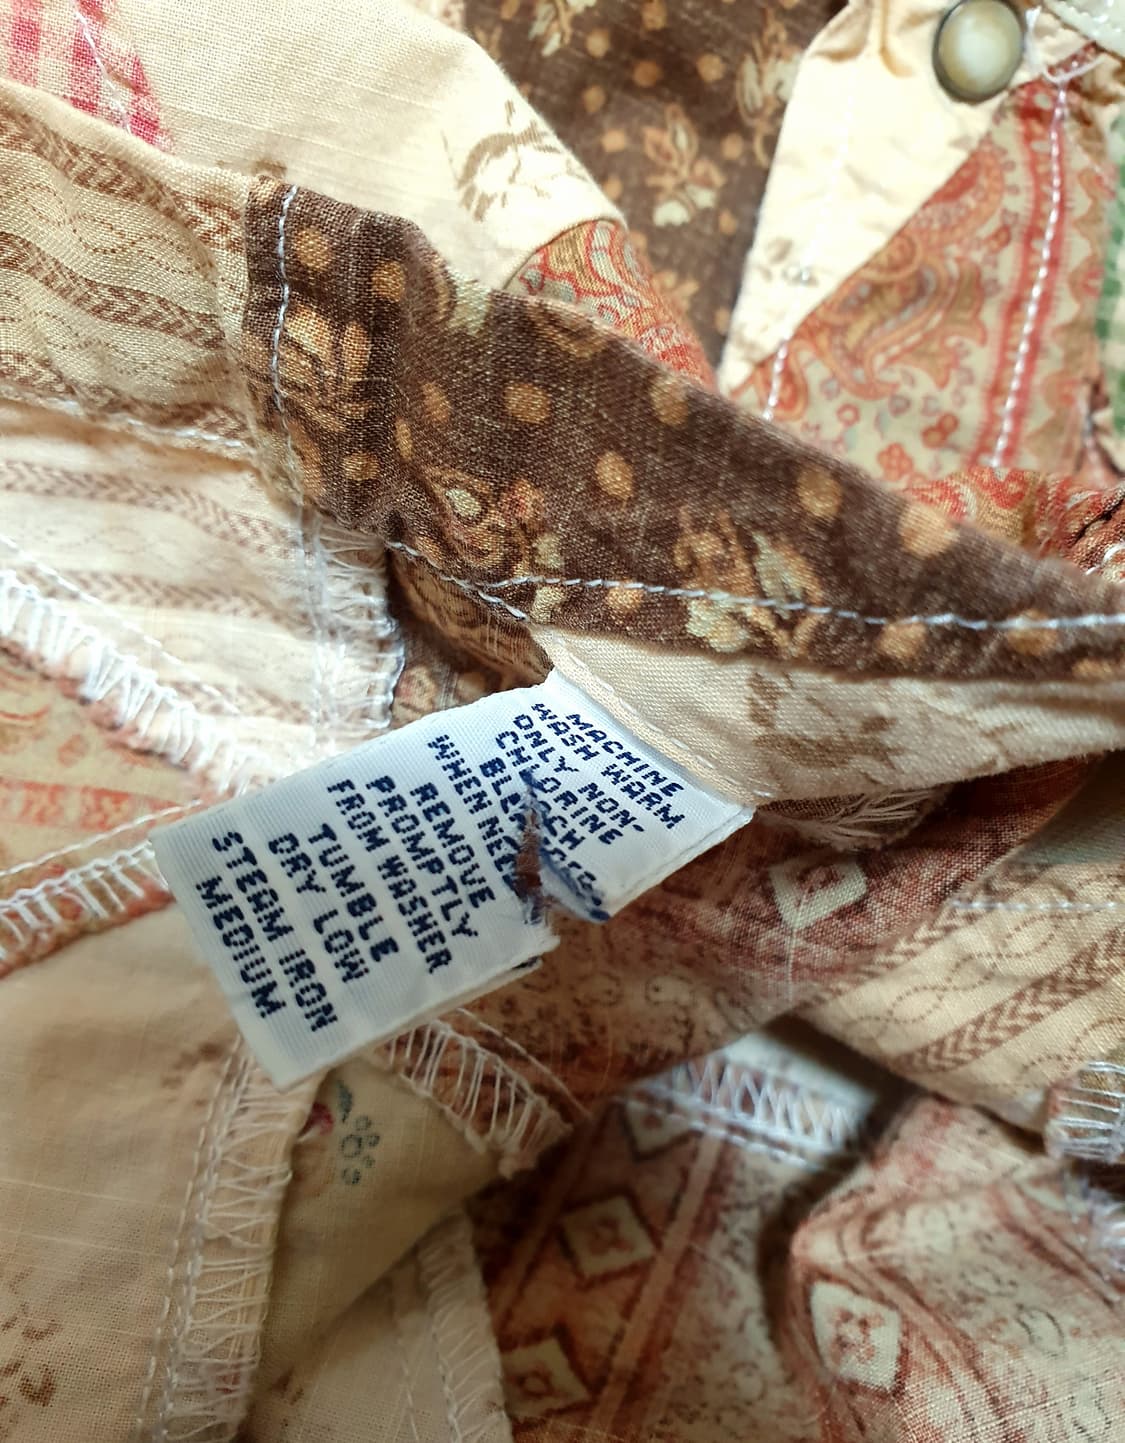 MACHINE
WASH WARM
ONLY NON-
CHLORINE
BLEACH
WHEN NEEDED
REMOVE
PROMPTLY
FROM WASHER
TUMBLE
DRY LOW
STEAM IRON
MEDIUM